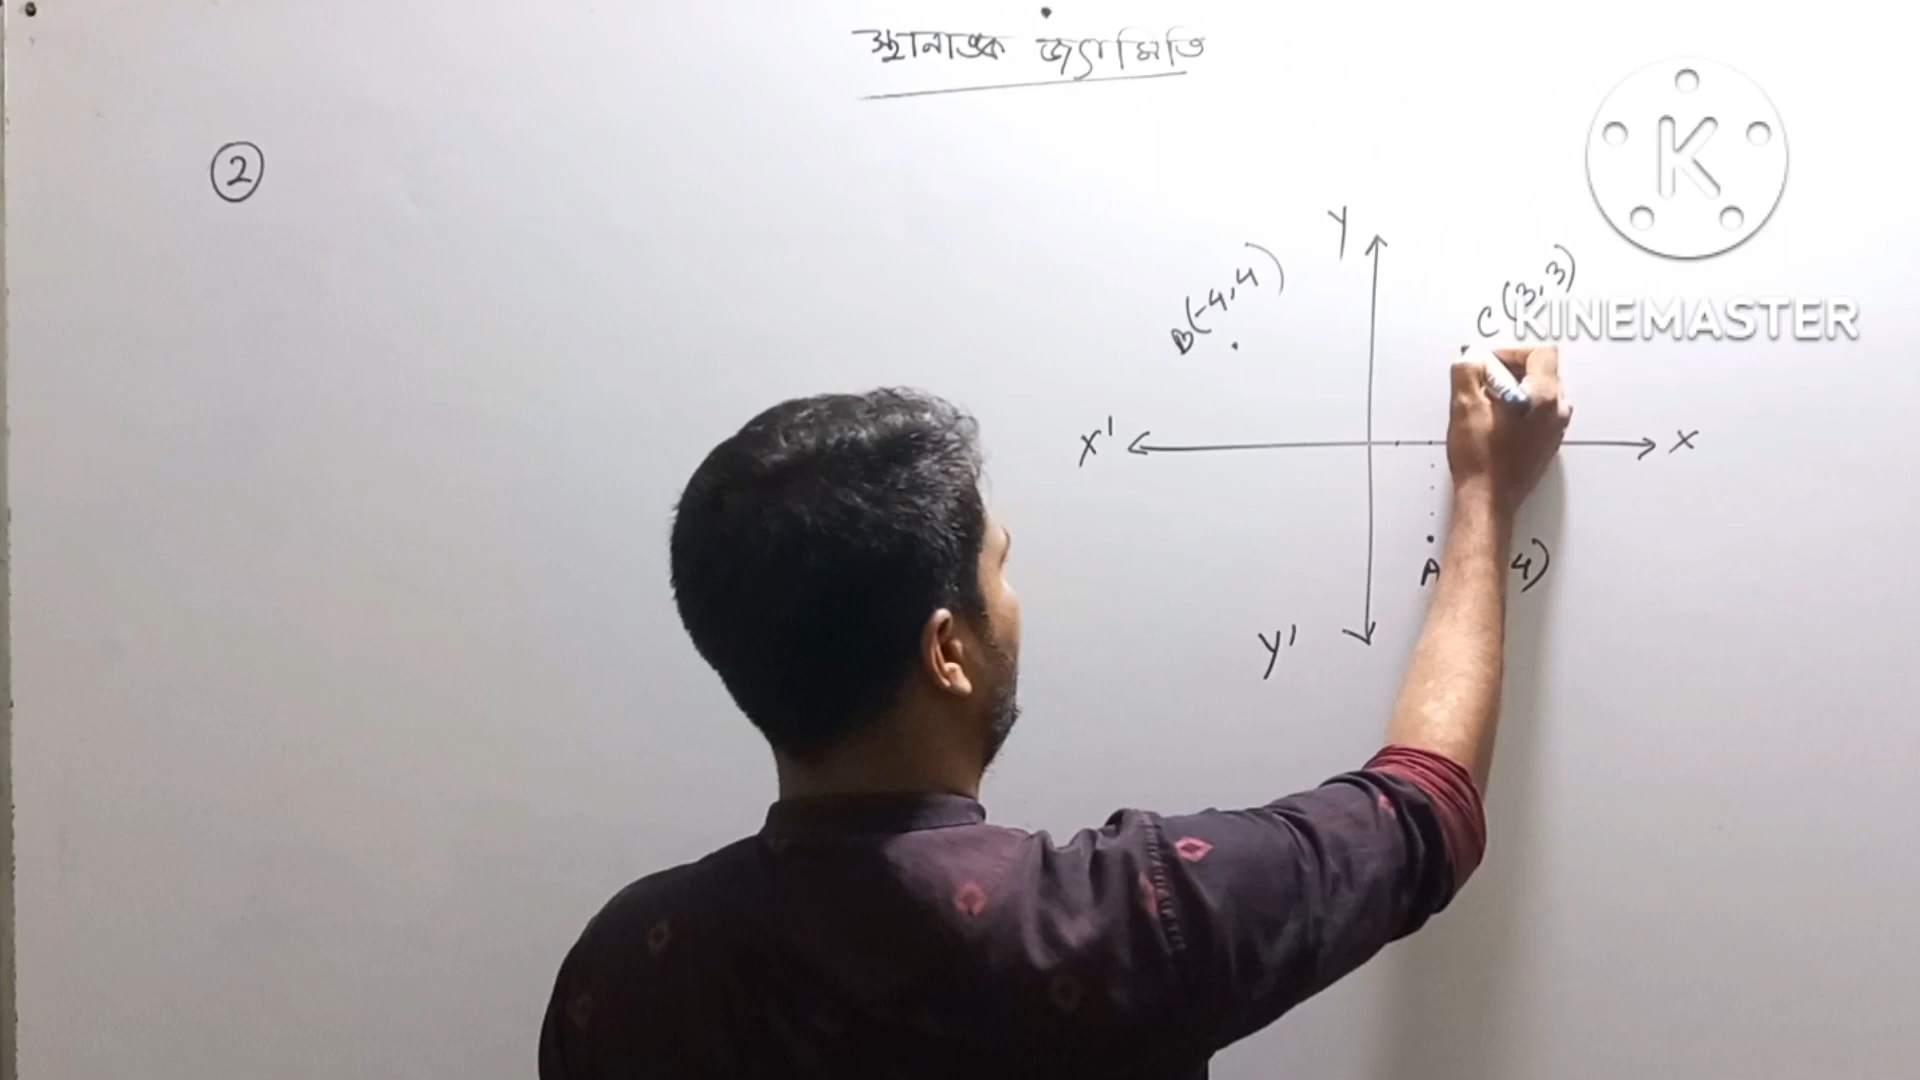 স্থানাঙ্ক জ্যামিতি
②
Y
B(-4,4)
C(3,3)
KINEMASTER
X'
X
A
4)
Y'